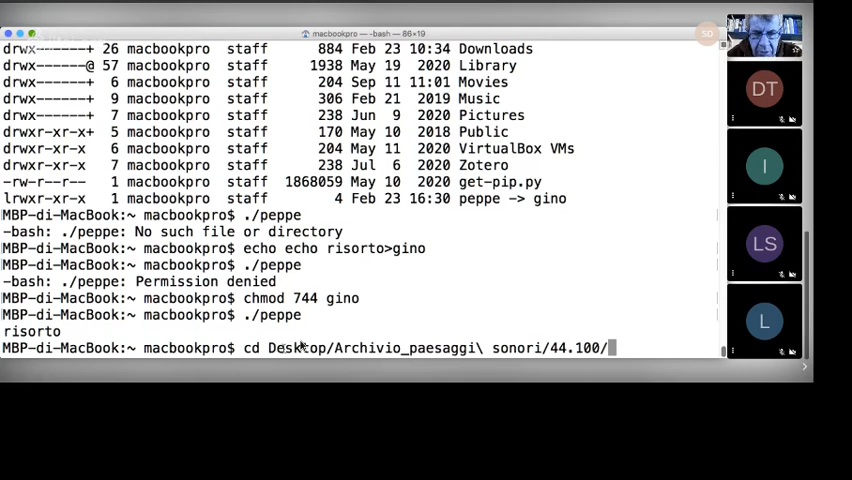 macbookpro — -bash — 86×19
SD
drwx------+ 26 macbookpro staff 884 Feb 23 10:34 Downloads
drwx------@ 57 macbookpro staff 1938 May 19 2020 Library
drwx------+ 6 macbookpro staff 204 Sep 11 11:01 Movies
drwx------+ 9 macbookpro staff 306 Feb 21 2019 Music
drwx------+ 7 macbookpro staff 238 Jun 9 2020 Pictures
drwxr-xr-x+ 5 macbookpro staff 170 May 10 2018 Public
drwxr-xr-x 6 macbookpro staff 204 May 11 2020 VirtualBox VMs
drwxr-xr-x 7 macbookpro staff 238 Jul 6 2020 Zotero
-rw-r--r-- 1 macbookpro staff 1868059 May 10 2020 get-pip.py
lrwxr-xr-x 1 macbookpro staff 4 Feb 23 16:30 peppe -> gino
MBP-di-MacBook:~ macbookpro$ ./peppe
-bash: ./peppe: No such file or directory
MBP-di-MacBook:~ macbookpro$ echo echo risorto>gino
MBP-di-MacBook:~ macbookpro$ ./peppe
-bash: ./peppe: Permission denied
MBP-di-MacBook:~ macbookpro$ chmod 744 gino
MBP-di-MacBook:~ macbookpro$ ./peppe
risorto
MBP-di-MacBook:~ macbookpro$ cd Desktop/Archivio_paesaggi\ sonori/44.100/
DT
I
LS
L